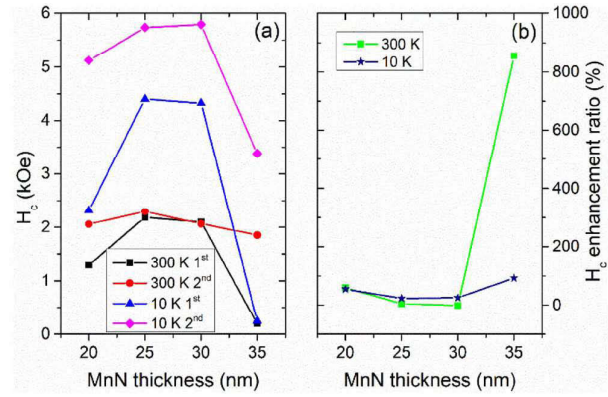 (a)
6
5
4
3
2
1
0
H_c (kOe)
300 K 1st
300 K 2nd
10 K 1st
10 K 2nd
20 25 30 35
MnN thickness (nm)
(b)
300 K
10 K
1000
800
600
400
200
0
H_c enhancement ratio (%)
20 25 30 35
MnN thickness (nm)